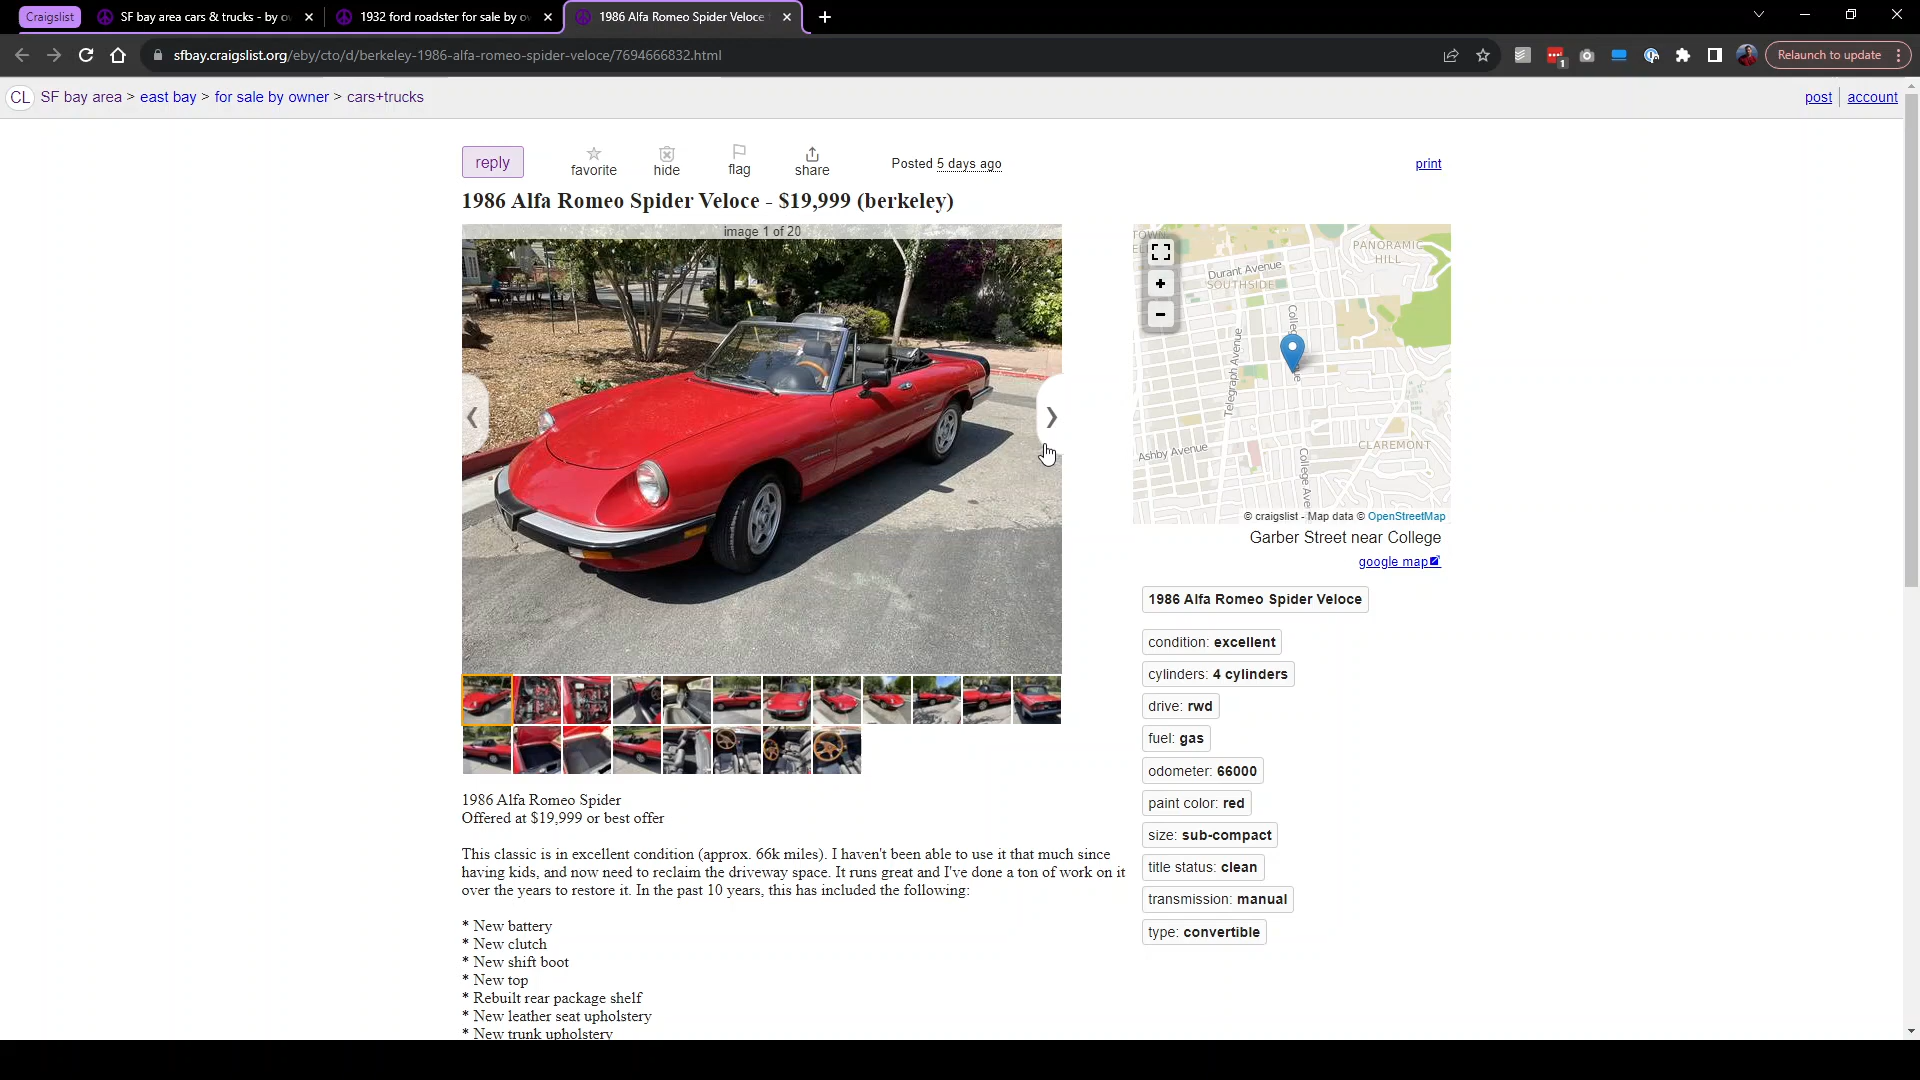 Craigslist
SF bay area cars & trucks - by o
1932 ford roadster for sale by o
1986 Alfa Romeo Spider Veloce
sfbay.craigslist.org/eby/cto/d/berkeley-1986-alfa-romeo-spider-veloce/7694666832.html
1
Relaunch to update
CL SF bay area > east bay > for sale by owner > cars+trucks
post account
reply
favorite
hide
flag
share
Posted 5 days ago
print
1986 Alfa Romeo Spider Veloce - $19,999 (berkeley)
image 1 of 20
TOWN
PANORAMIC
HILL
Durant Avenue
SOUTHSIDE
Telegraph Avenue
CLAREMONT
Ashby Avenue
College Ave
© craigslist - Map data © OpenStreetMap
Garber Street near College
google map
1986 Alfa Romeo Spider Veloce
condition: excellent
cylinders: 4 cylinders
drive: rwd
fuel: gas
odometer: 66000
paint color: red
size: sub-compact
title status: clean
transmission: manual
type: convertible
1986 Alfa Romeo Spider
Offered at $19,999 or best offer
This classic is in excellent condition (approx. 66k miles). I haven't been able to use it that much since
having kids, and now need to reclaim the driveway space. It runs great and I've done a ton of work on it
over the years to restore it. In the past 10 years, this has included the following:
* New battery
* New clutch
* New shift boot
* New top
* Rebuilt rear package shelf
* New leather seat upholstery
* New trunk upholstery